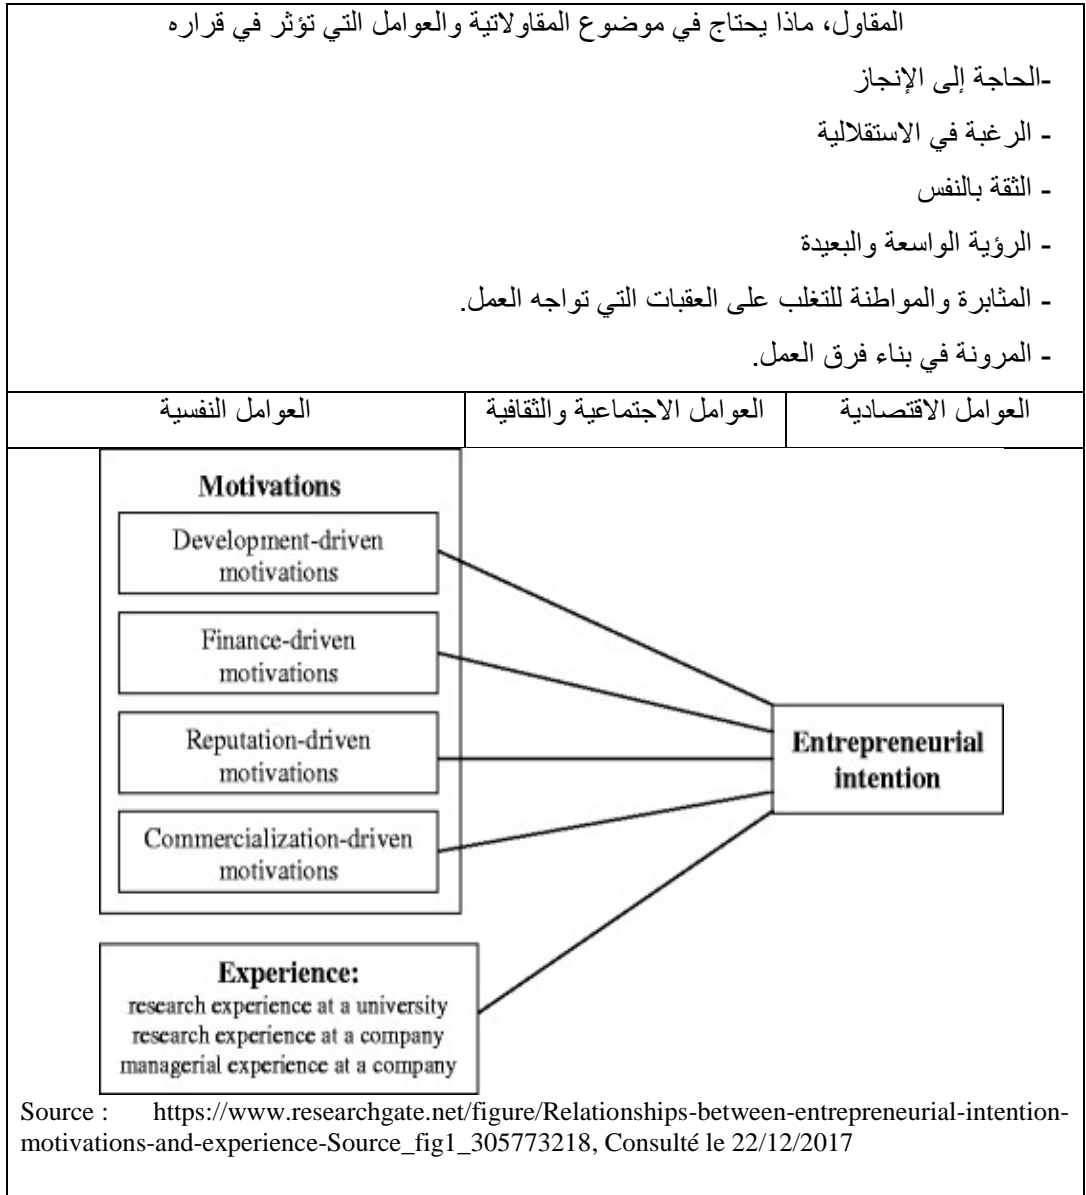 المقاول، ماذا يحتاج في موضوع المقاولاتية والعوامل التي تؤثر في قراره
-الحاجة إلى الإنجاز
- الرغبة في الاستقلالية
- الثقة بالنفس
- الرؤية الواسعة والبعيدة
- المثابرة والمواطنة للتغلب على العقبات التي تواجه العمل.
- المرونة في بناء فرق العمل.
العوامل الاقتصادية
العوامل الاجتماعية والثقافية
العوامل النفسية
Motivations
Development-driven
motivations
Finance-driven
motivations
Reputation-driven
motivations
Commercialization-driven
motivations
Entrepreneurial
intention
Experience:
research experience at a university
research experience at a company
managerial experience at a company
Source : https://www.researchgate.net/figure/Relationships-between-entrepreneurial-intention-
motivations-and-experience-Source_fig1_305773218, Consulté le 22/12/2017